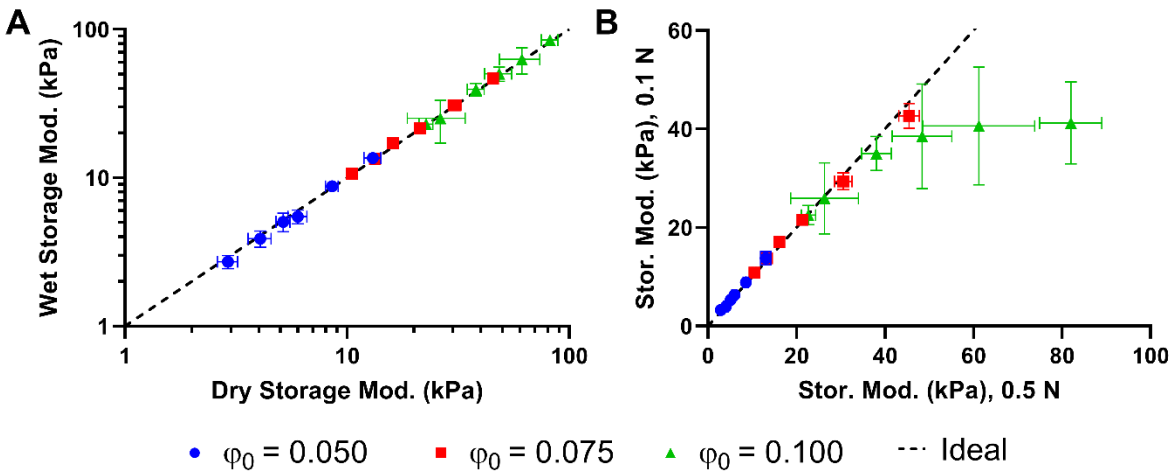 A
Wet Storage Mod. (kPa)
100
10
1
1
10
100
Dry Storage Mod. (kPa)
B
Stor. Mod. (kPa), 0.1 N
60
40
20
0
0
20
40
60
80
100
Stor. Mod. (kPa), 0.5 N
φ0 = 0.050
φ0 = 0.075
φ0 = 0.100
Ideal